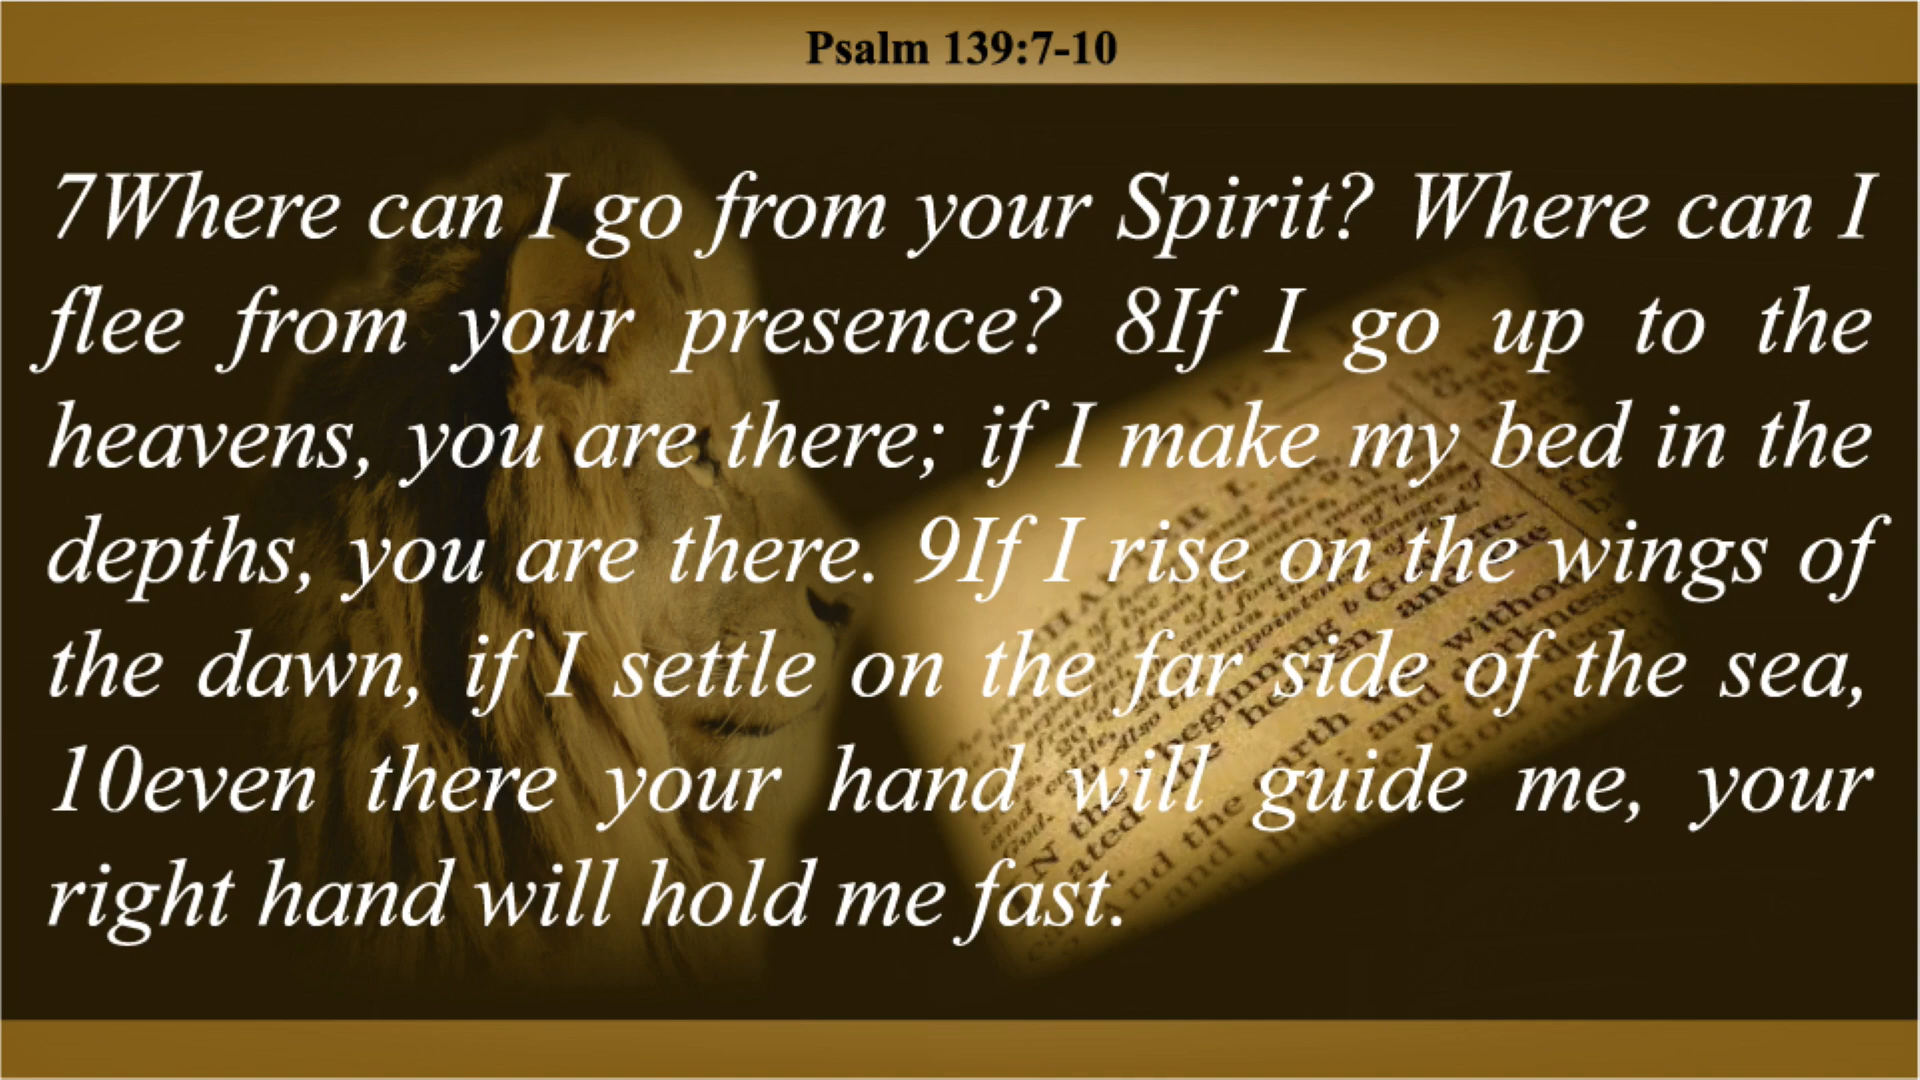 Psalm 139:7-10
7Where can I go from your Spirit? Where can I
flee from your presence? 8If I go up to the
heavens, you are there; if I make my bed in the
depths, you are there. 9If I rise on the wings of
the dawn, if I settle on the far side of the sea,
10even there your hand will guide me, your
right hand will hold me fast.